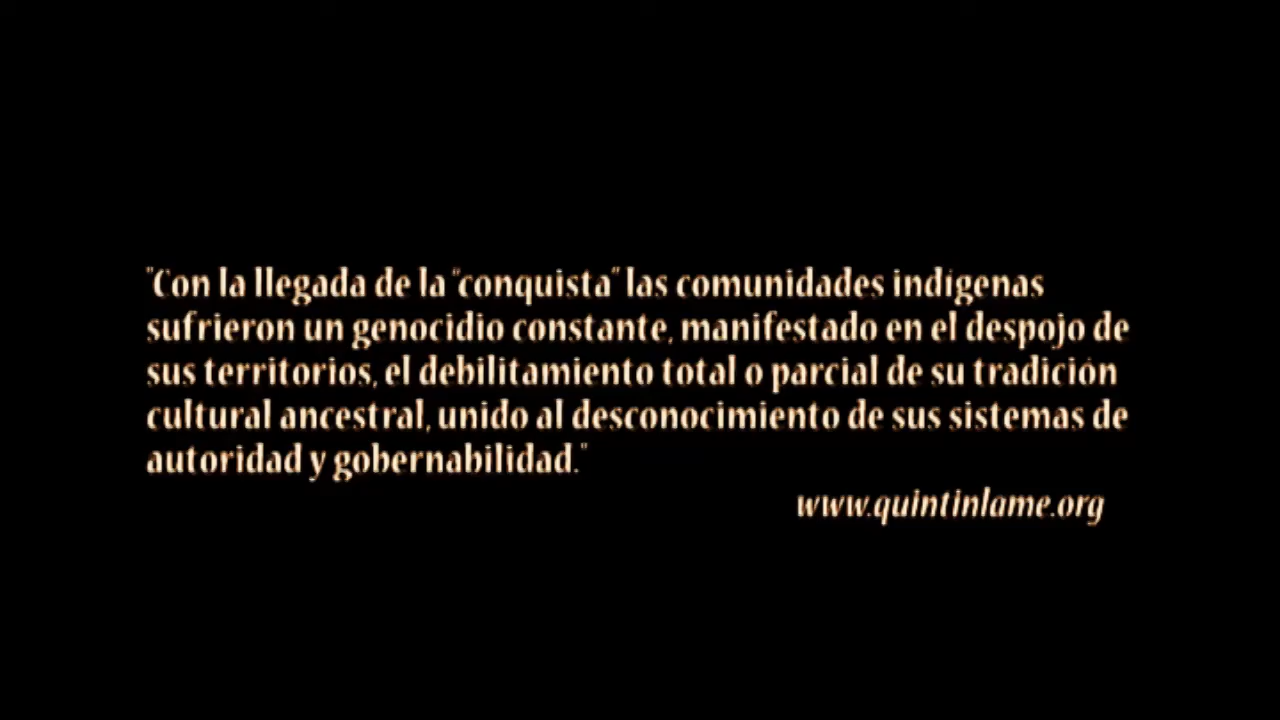 "Con la llegada de la "conquista" las comunidades indígenas
sufrieron un genocidio constante, manifestado en el despojo de
sus territorios, el debilitamiento total o parcial de su tradición
cultural ancestral, unido al desconocimiento de sus sistemas de
autoridad y gobernabilidad."
www.quintinlame.org